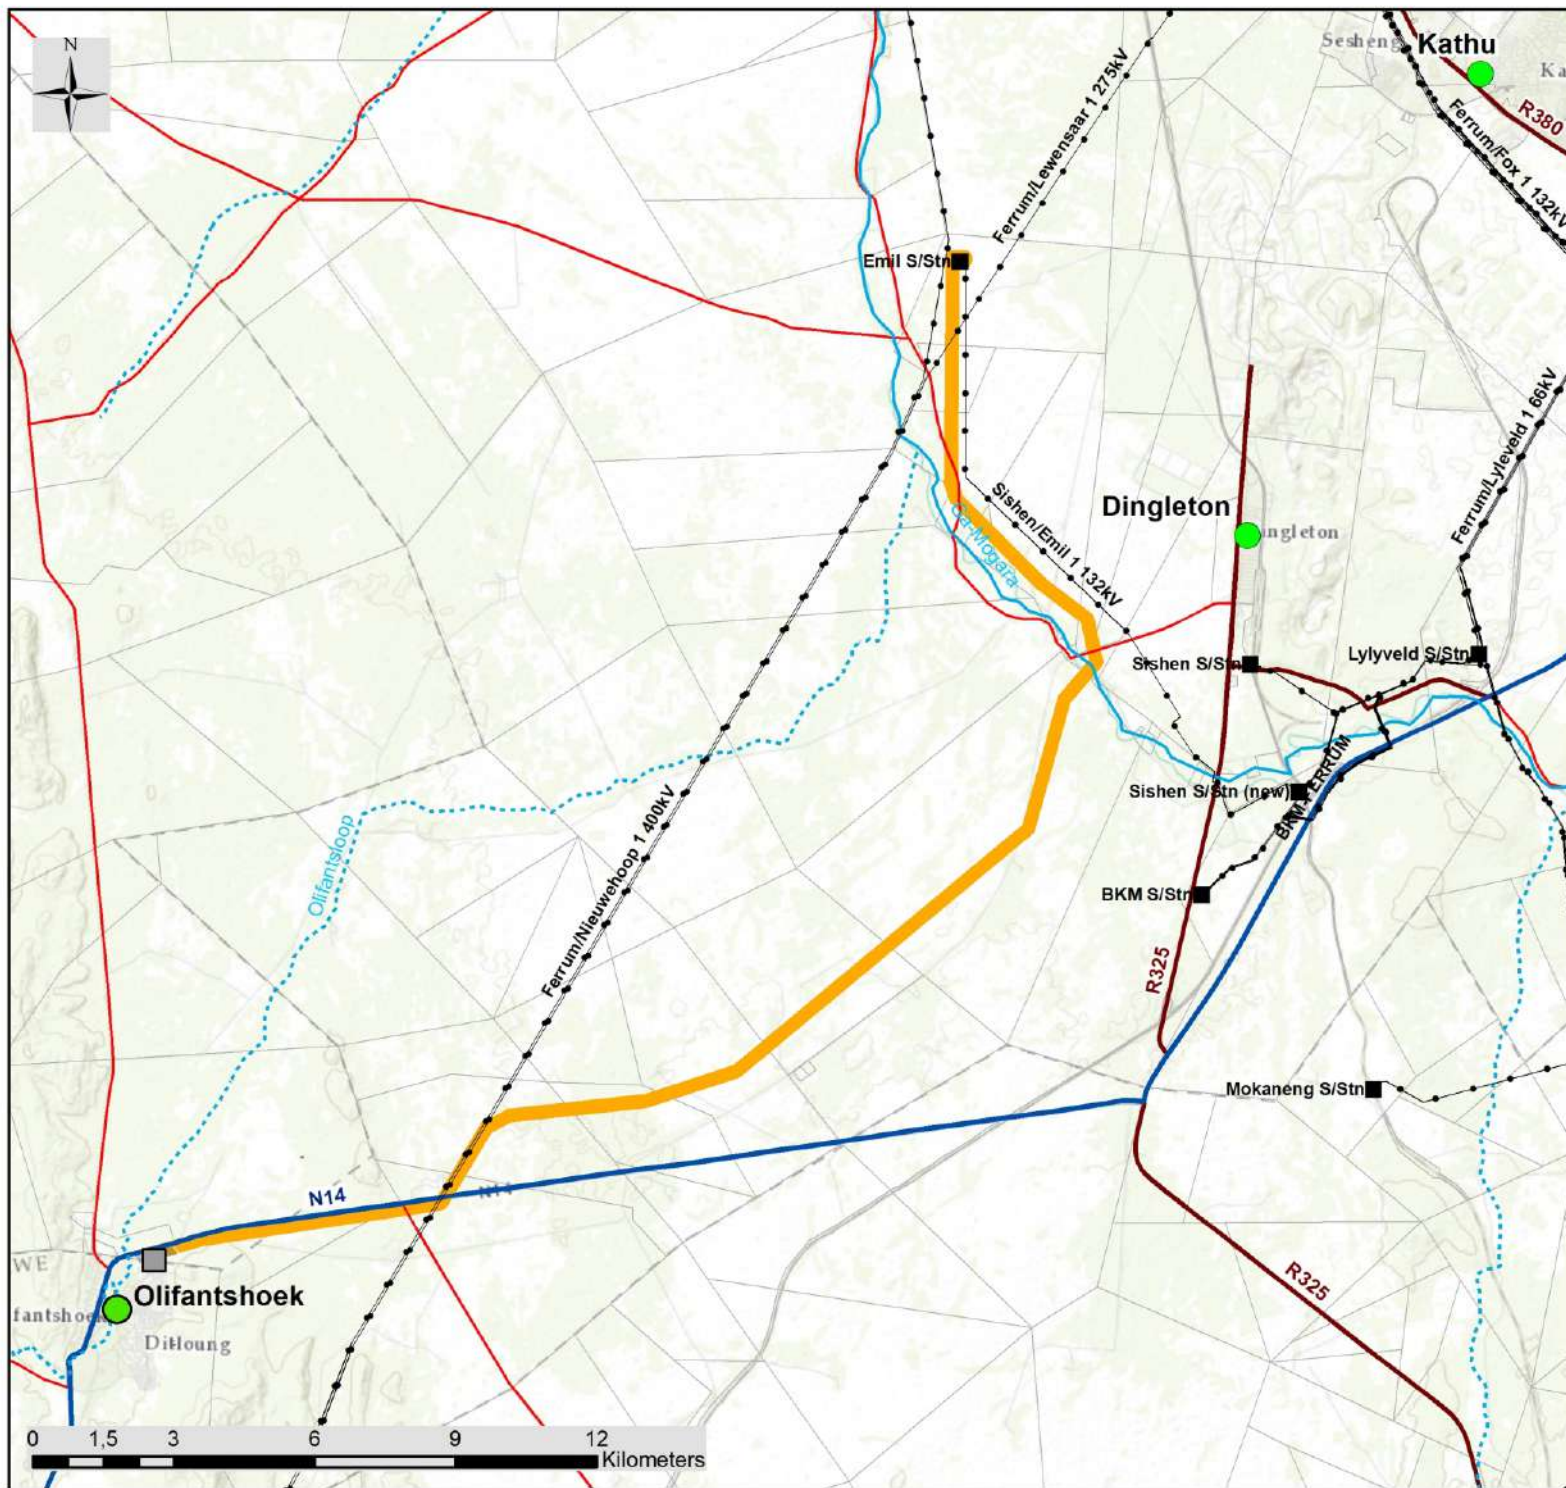 N
Sesheng
Kathu
Ka
R380
Ferrum/Fox 1 132kV
Ferrum/Lewensaar 1 275kV
Emil S/Stn
Ferrum/Lyleveld 1 66kV
Dingleton
ingleton
Sishen/Emil 1 132kV
Ga-Mogara
Sishen S/Stn
Lylyveld S/Stn
Sishen S/Stn (new)
BKM/FERRUM
BKM S/Stn
Olifantsloop
Ferrum/Nieuwehoop 1 400kV
R325
Mokaneng S/Stn
N14
N14
R325
WE
Olifantshoek
fantshoek
Ditloung
0 1,5 3 6 9 12
Kilometers